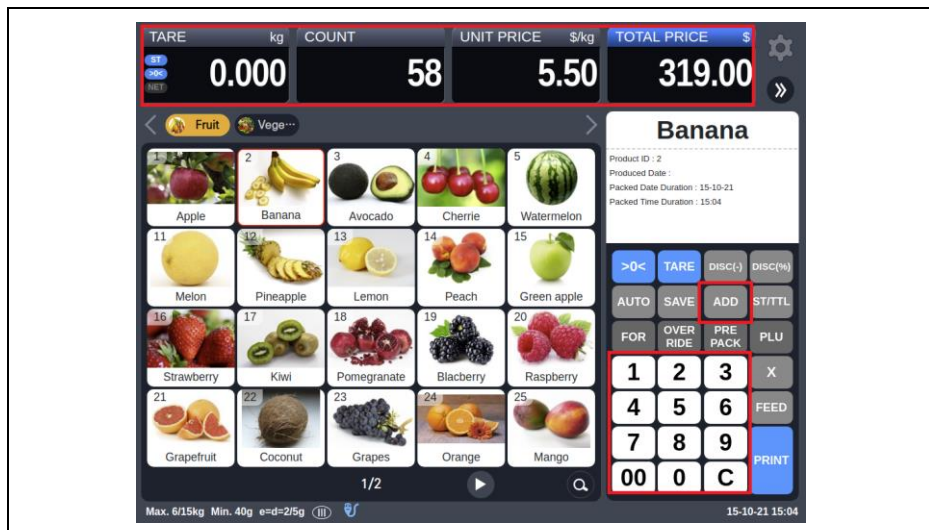 TARE kg COUNT UNIT PRICE $/kg TOTAL PRICE $
ST
>0<
NET
0.000 58 5.50 319.00
Fruit Vege···
Banana
Product ID : 2
Produced Date :
Packed Date Duration : 15-10-21
Packed Time Duration : 15:04
1 2 3 4 5
Apple Banana Avocado Cherrie Watermelon
11 12 13 14 15
Melon Pineapple Lemon Peach Green apple
16 17 18 19 20
Strawberry Kiwi Pomegranate Blacberry Raspberry
21 22 23 24 25
Grapefruit Coconut Grapes Orange Mango
1/2
>0< TARE DISC(-) DISC(%)
AUTO SAVE ADD ST/TTL
FOR OVER RIDE PRE PACK PLU
1 2 3 X
4 5 6 FEED
7 8 9 PRINT
00 0 C
Max. 6/15kg Min. 40g e=d=2/5g III 15-10-21 15:04